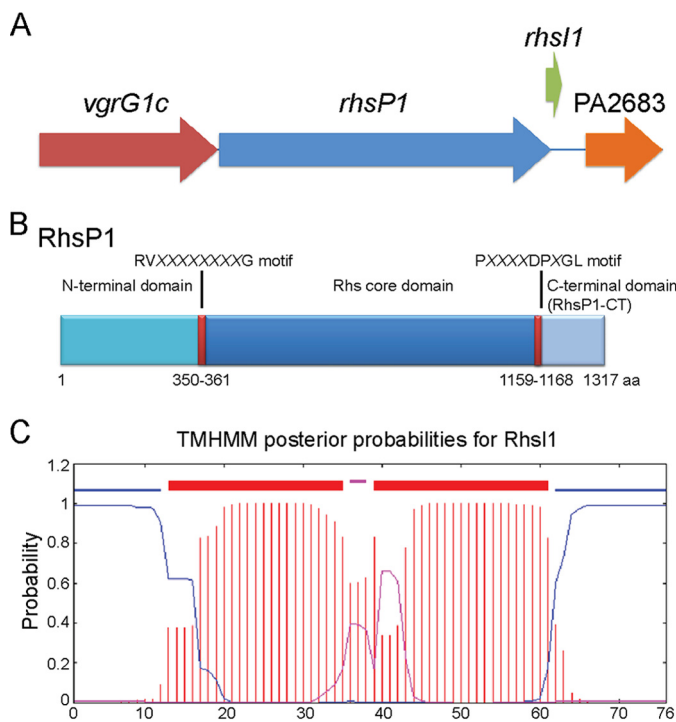 A
rhsI1
vgrG1c rhsP1 PA2683
B
RhsP1
RVXXXXXXXXG motif PXXXXDPXGL motif
N-terminal domain Rhs core domain C-terminal domain
(RhsP1-CT)
1 350-361 1159-1168 1317 aa
C
TMHMM posterior probabilities for RhsI1
1.2
1
0.8
0.6
0.4
0.2
0
Probability
0 10 20 30 40 50 60 70 76